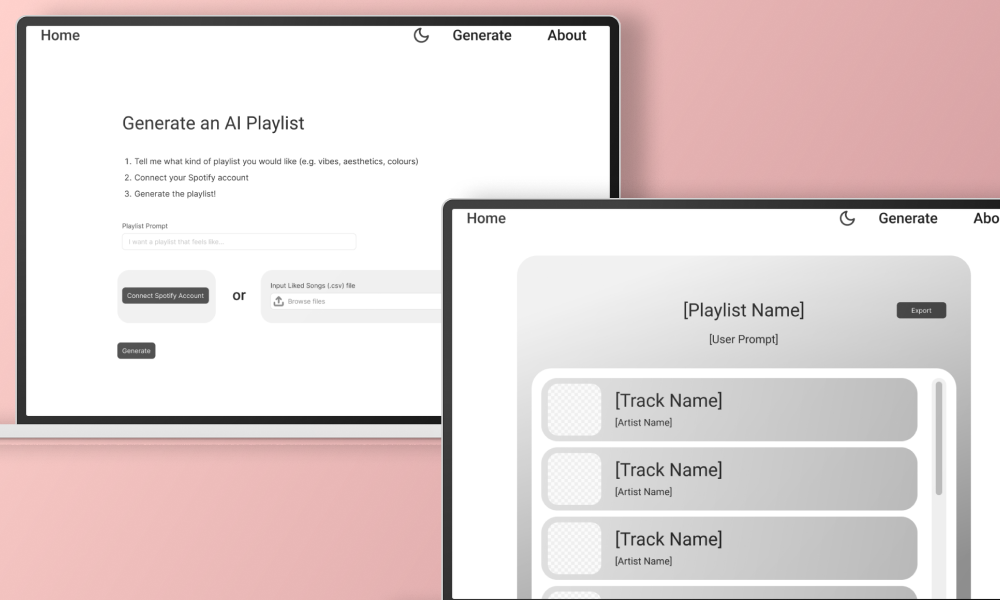 Home
Generate
About
Generate an AI Playlist
1. Tell me what kind of playlist you would like (e.g. vibes, aesthetics, colours)
2. Connect your Spotify account
3. Generate the playlist!
Playlist Prompt
I want a playlist that feels like...
Connect Spotify Account
or
Input Liked Songs (.csv) file
Browse files
Generate
Home
Generate
Abo
[Playlist Name]
Export
[User Prompt]
[Track Name]
[Artist Name]
[Track Name]
[Artist Name]
[Track Name]
[Artist Name]